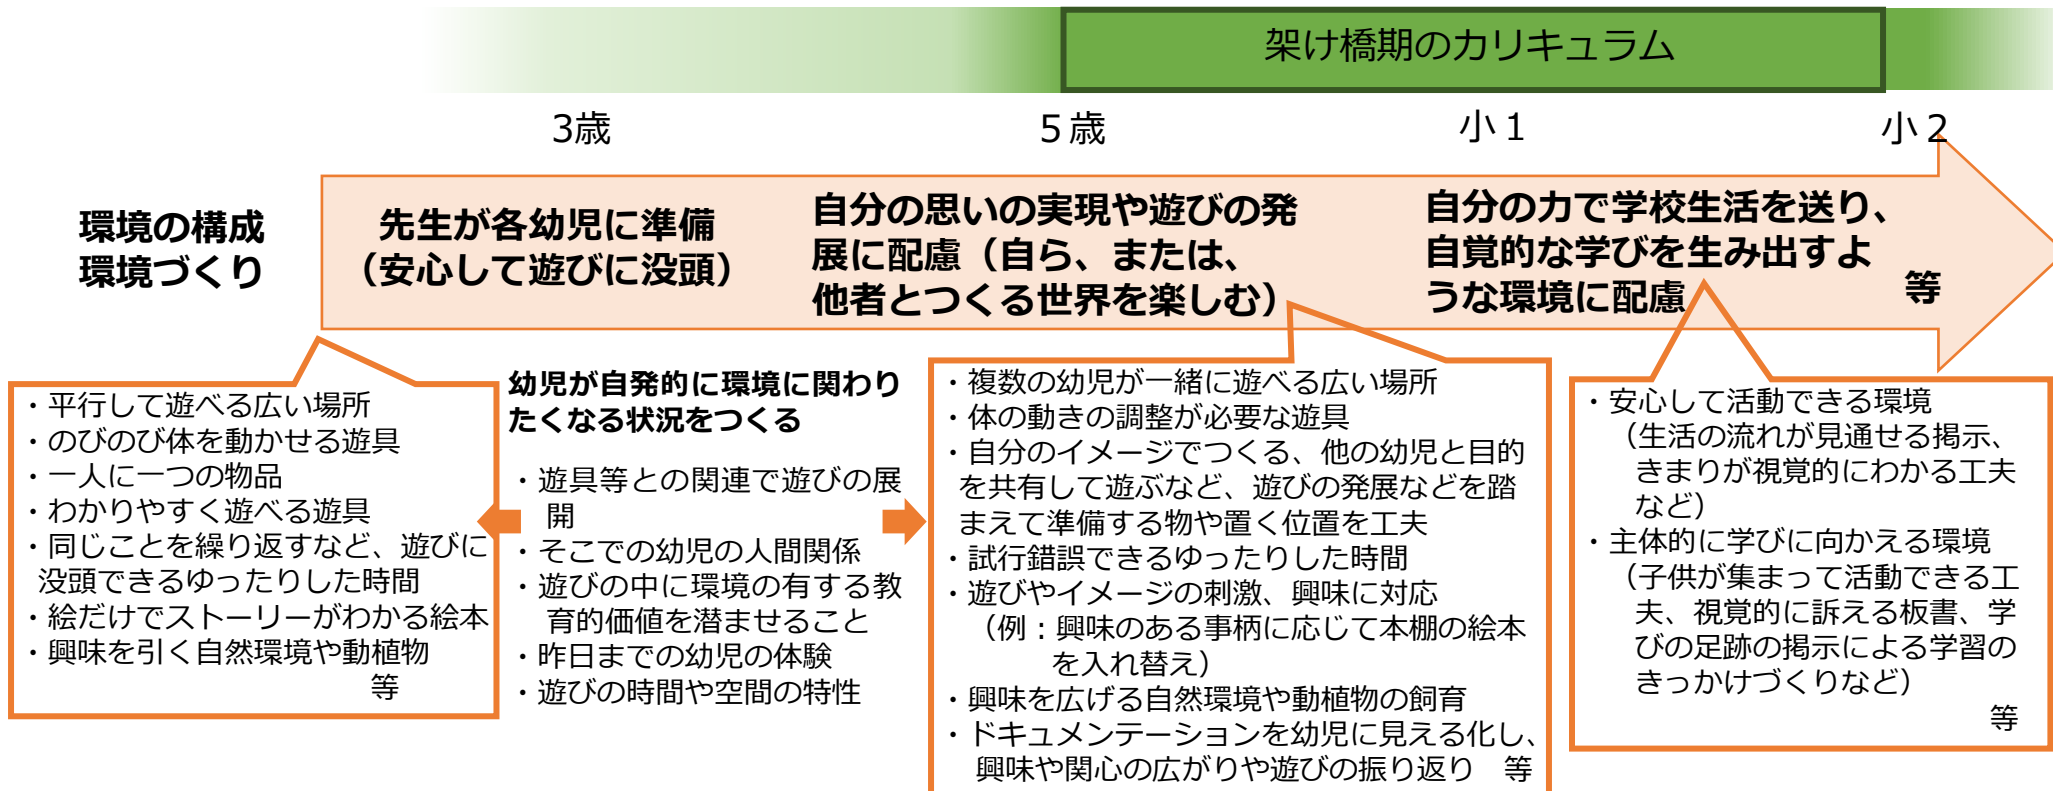 架け橋期のカリキュラム
3歳
５歳
小１
小２
環境の構成
環境づくり
先生が各幼児に準備
（安心して遊びに没頭）
自分の思いの実現や遊びの発
展に配慮（自ら、または、
他者とつくる世界を楽しむ）
自分の力で学校生活を送り、
自覚的な学びを生み出すよ
うな環境に配慮
等
・平行して遊べる広い場所
・のびのび体を動かせる遊具
・一人に一つの物品
・わかりやすく遊べる遊具
・同じことを繰り返すなど、遊びに
没頭できるゆったりした時間
・絵だけでストーリーがわかる絵本
・興味を引く自然環境や動植物
等
幼児が自発的に環境に関わり
たくなる状況をつくる
・遊具等との関連で遊びの展
開
・そこでの幼児の人間関係
・遊びの中に環境の有する教
育的価値を潜ませること
・昨日までの幼児の体験
・遊びの時間や空間の特性
・複数の幼児が一緒に遊べる広い場所
・体の動きの調整が必要な遊具
・自分のイメージでつくる、他の幼児と目的
を共有して遊ぶなど、遊びの発展などを踏
まえて準備する物や置く位置を工夫
・試行錯誤できるゆったりした時間
・遊びやイメージの刺激、興味に対応
（例：興味のある事柄に応じて本棚の絵本
を入れ替え）
・興味を広げる自然環境や動植物の飼育
・ドキュメンテーションを幼児に見える化し、
興味や関心の広がりや遊びの振り返り　等
・安心して活動できる環境
（生活の流れが見通せる掲示、
きまりが視覚的にわかる工夫
など）
・主体的に学びに向かえる環境
（子供が集まって活動できる工
夫、視覚的に訴える板書、学
びの足跡の掲示による学習の
きっかけづくりなど）
等